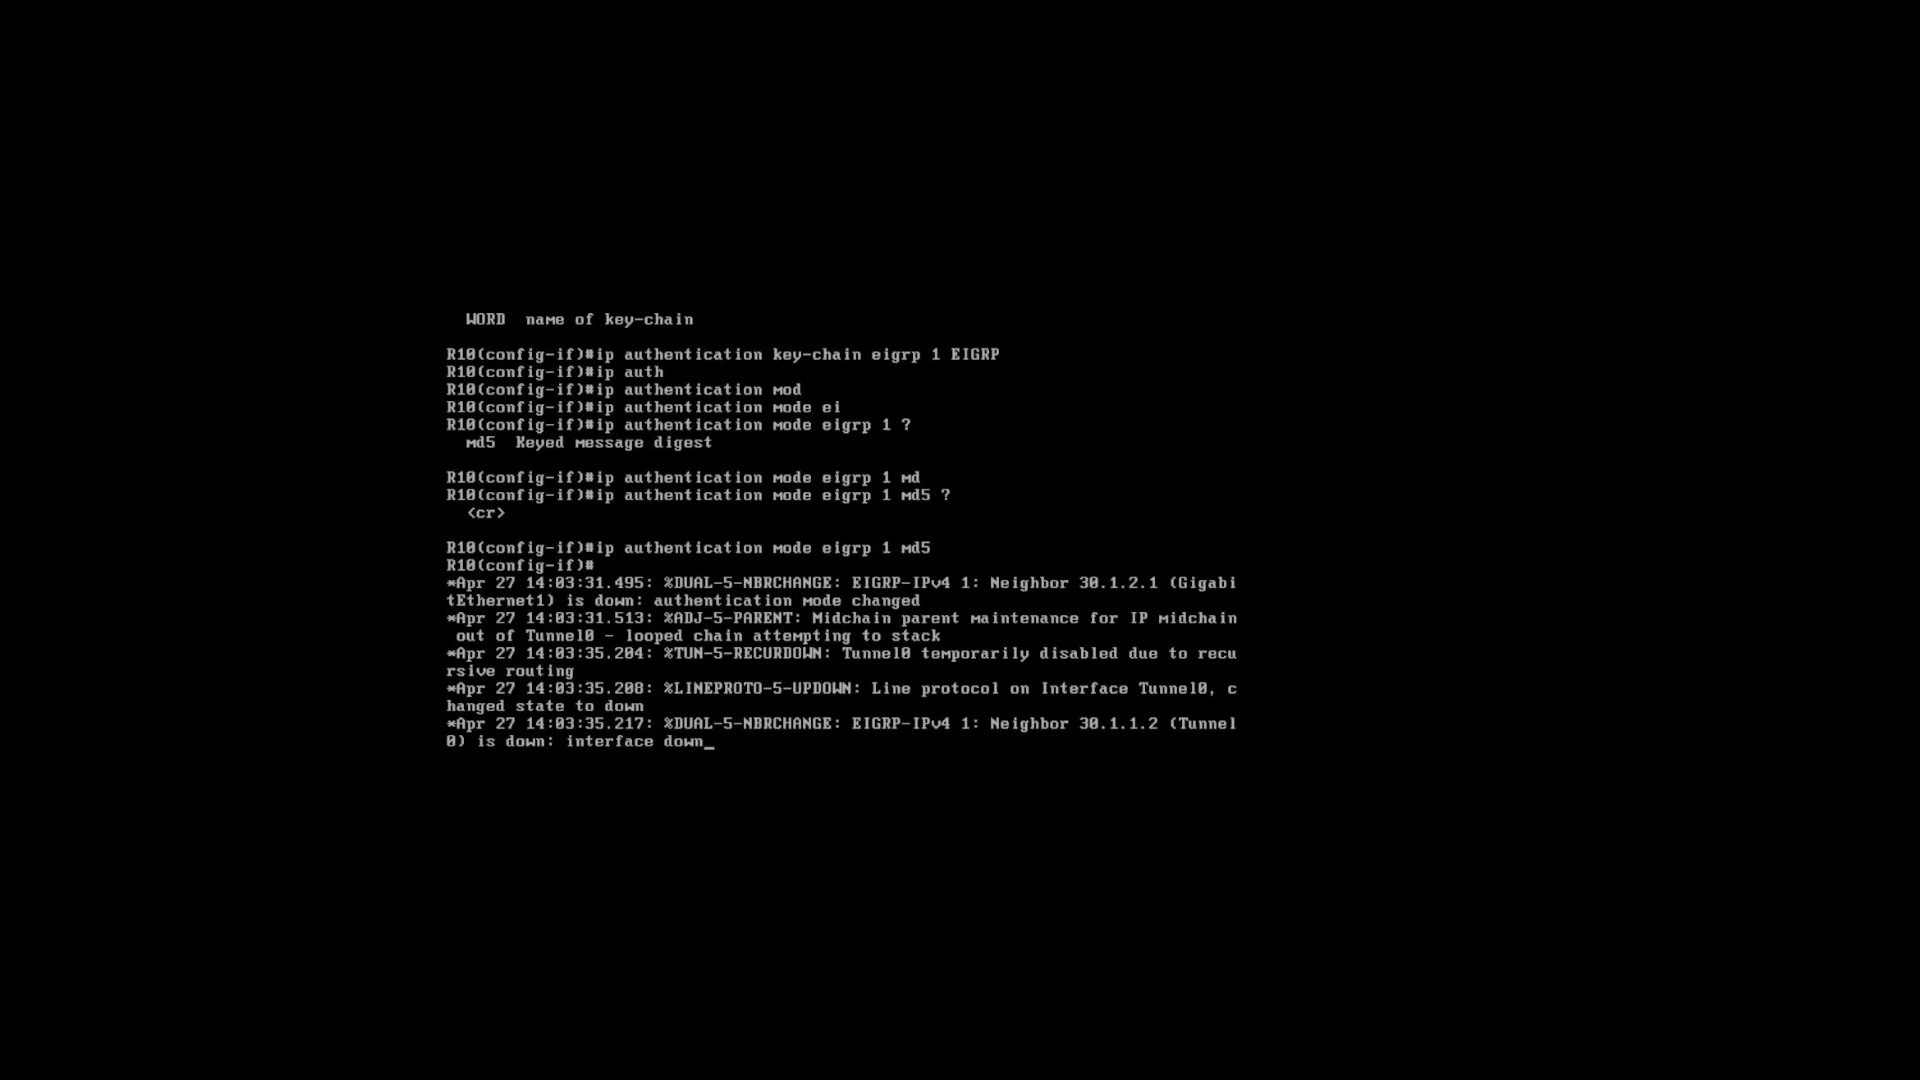 WORD  name of key-chain
R10(config-if)#ip authentication key-chain eigrp 1 EIGRP
R10(config-if)#ip auth
R10(config-if)#ip authentication mod
R10(config-if)#ip authentication mode ei
R10(config-if)#ip authentication mode eigrp 1 ?
md5  Keyed message digest
R10(config-if)#ip authentication mode eigrp 1 md
R10(config-if)#ip authentication mode eigrp 1 md5 ?
<cr>
R10(config-if)#ip authentication mode eigrp 1 md5
R10(config-if)#
*Apr 27 14:03:31.495: %DUAL-5-NBRCHANGE: EIGRP-IPv4 1: Neighbor 30.1.2.1 (Gigabi
tEthernet1) is down: authentication mode changed
*Apr 27 14:03:31.513: %ADJ-5-PARENT: Midchain parent maintenance for IP midchain
out of Tunnel0 - looped chain attempting to stack
*Apr 27 14:03:35.204: %TUN-5-RECURDOWN: Tunnel0 temporarily disabled due to recu
rsive routing
*Apr 27 14:03:35.208: %LINEPROTO-5-UPDOWN: Line protocol on Interface Tunnel0, c
hanged state to down
*Apr 27 14:03:35.217: %DUAL-5-NBRCHANGE: EIGRP-IPv4 1: Neighbor 30.1.1.2 (Tunnel
0) is down: interface down_